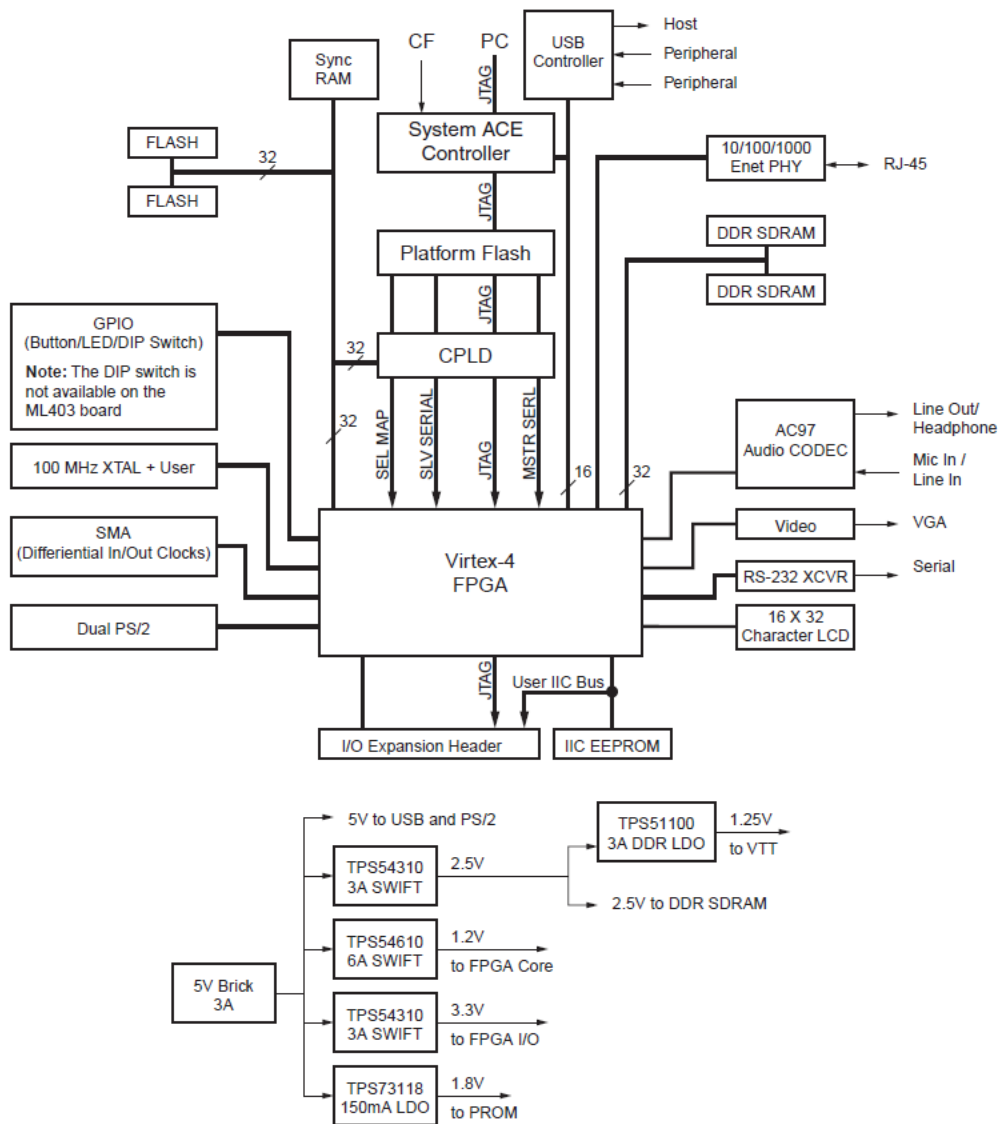 CF
PC
USB
Controller
Host
Peripheral
Peripheral
Sync
RAM
JTAG
System ACE
Controller
FLASH
FLASH
32
10/100/1000
Enet PHY
RJ-45
JTAG
Platform Flash
DDR SDRAM
DDR SDRAM
GPIO
(Button/LED/DIP Switch)
Note: The DIP switch is
not available on the
ML403 board
JTAG
32
CPLD
32
SEL MAP
SLV SERIAL
JTAG
MSTR SERL
16
32
AC97
Audio CODEC
Line Out/
Headphone
Mic In /
Line In
100 MHz XTAL + User
SMA
(Differiential In/Out Clocks)
Dual PS/2
Virtex-4
FPGA
Video
VGA
RS-232 XCVR
Serial
16 X 32
Character LCD
JTAG
User IIC Bus
I/O Expansion Header
IIC EEPROM
5V to USB and PS/2
TPS54310
3A SWIFT
2.5V
TPS51100
3A DDR LDO
1.25V
to VTT
2.5V to DDR SDRAM
TPS54610
6A SWIFT
1.2V
to FPGA Core
5V Brick
3A
TPS54310
3A SWIFT
3.3V
to FPGA I/O
TPS73118
150mA LDO
1.8V
to PROM